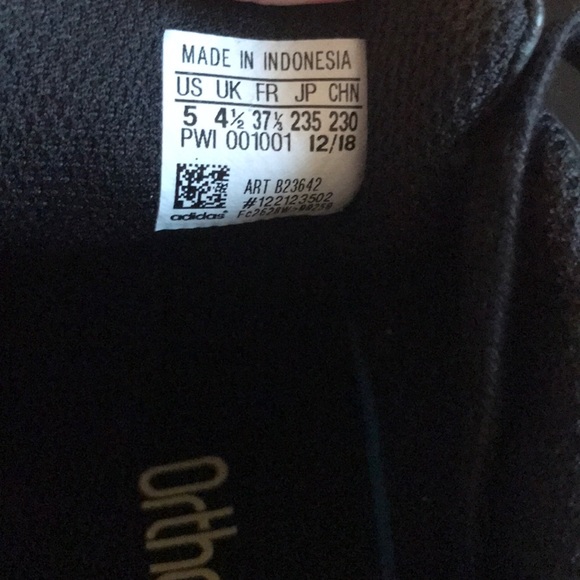 MADE IN INDONESIA
US UK FR JP CHN
5 4½ 37⅓ 235 230
PWI 001001 12/18
ART B23642
#122123502
adidas
Ortho